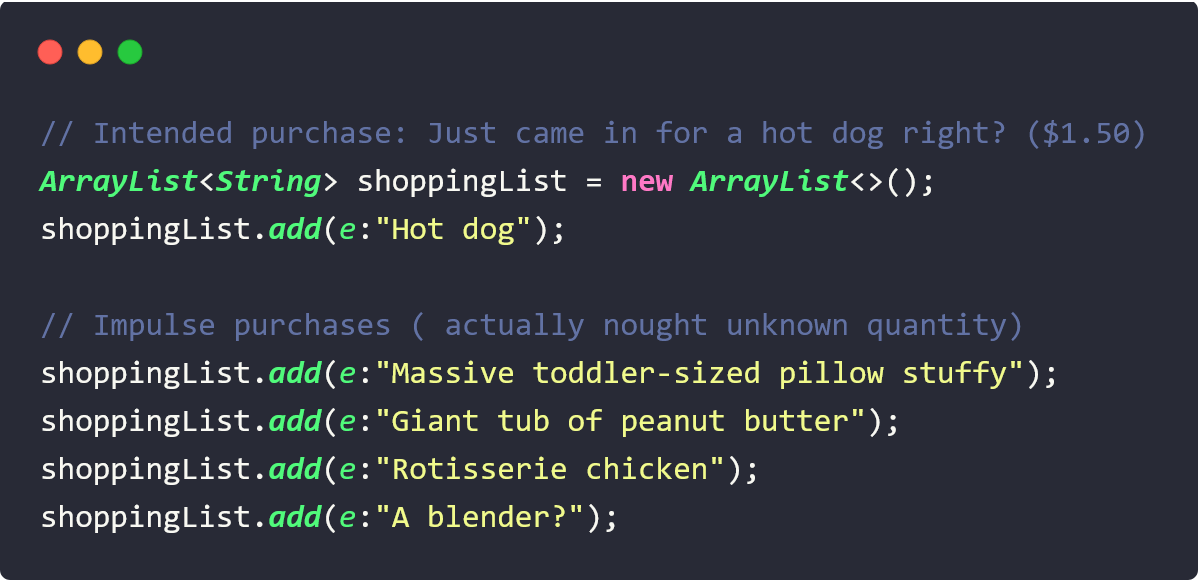 // Intended purchase: Just came in for a hot dog right? ($1.50)
ArrayList<String> shoppingList = new ArrayList<>();
shoppingList.add(e:"Hot dog");
// Impulse purchases ( actually nought unknown quantity)
shoppingList.add(e:"Massive toddler-sized pillow stuffy");
shoppingList.add(e:"Giant tub of peanut butter");
shoppingList.add(e:"Rotisserie chicken");
shoppingList.add(e:"A blender?");